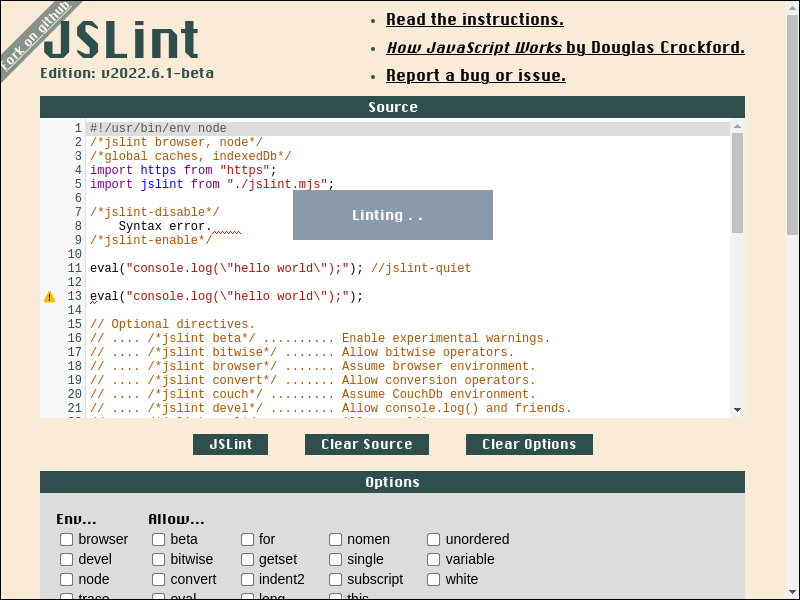 Fork on github
JSLint
Edition: v2022.6.1-beta
• Read the instructions.
• How JavaScript Works by Douglas Crockford.
• Report a bug or issue.
Source
1 #!/usr/bin/env node
2 /*jslint browser, node*/
3 /*global caches, indexedDb*/
4 import https from "https";
5 import jslint from "./jslint.mjs";
6
7 /*jslint-disable*/
8 Syntax error.
9 /*jslint-enable*/
10
11 eval("console.log(\"hello world\");"); //jslint-quiet
12
13 eval("console.log(\"hello world\");");
14
15 // Optional directives.
16 // .... /*jslint beta*/ .......... Enable experimental warnings.
17 // .... /*jslint bitwise*/ ....... Allow bitwise operators.
18 // .... /*jslint browser*/ ....... Assume browser environment.
19 // .... /*jslint convert*/ ....... Allow conversion operators.
20 // .... /*jslint couch*/ ......... Assume CouchDb environment.
21 // .... /*jslint devel*/ ......... Allow console.log() and friends.
Linting . .
JSLint Clear Source Clear Options
Options
Env... Allow...
browser beta for nomen unordered
devel bitwise getset single variable
node convert indent2 subscript white
trace eval long this